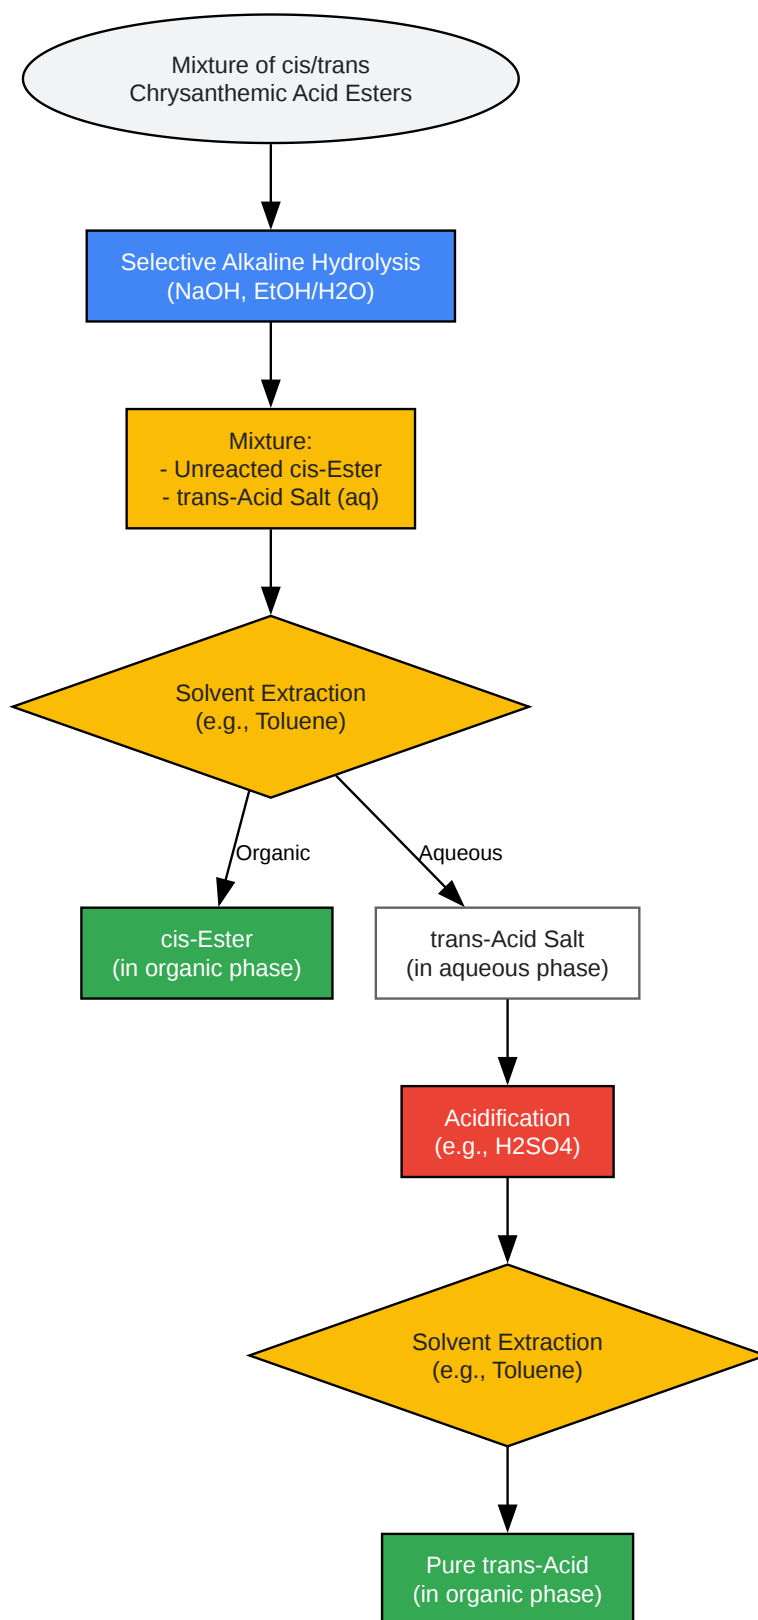 Mixture of cis/trans
Chrysanthemic Acid Esters
Selective Alkaline Hydrolysis
(NaOH, EtOH/H2O)
Mixture:
- Unreacted cis-Ester
- trans-Acid Salt (aq)
Solvent Extraction
(e.g., Toluene)
Organic
Aqueous
cis-Ester
(in organic phase)
trans-Acid Salt
(in aqueous phase)
Acidification
(e.g., H2SO4)
Solvent Extraction
(e.g., Toluene)
Pure trans-Acid
(in organic phase)